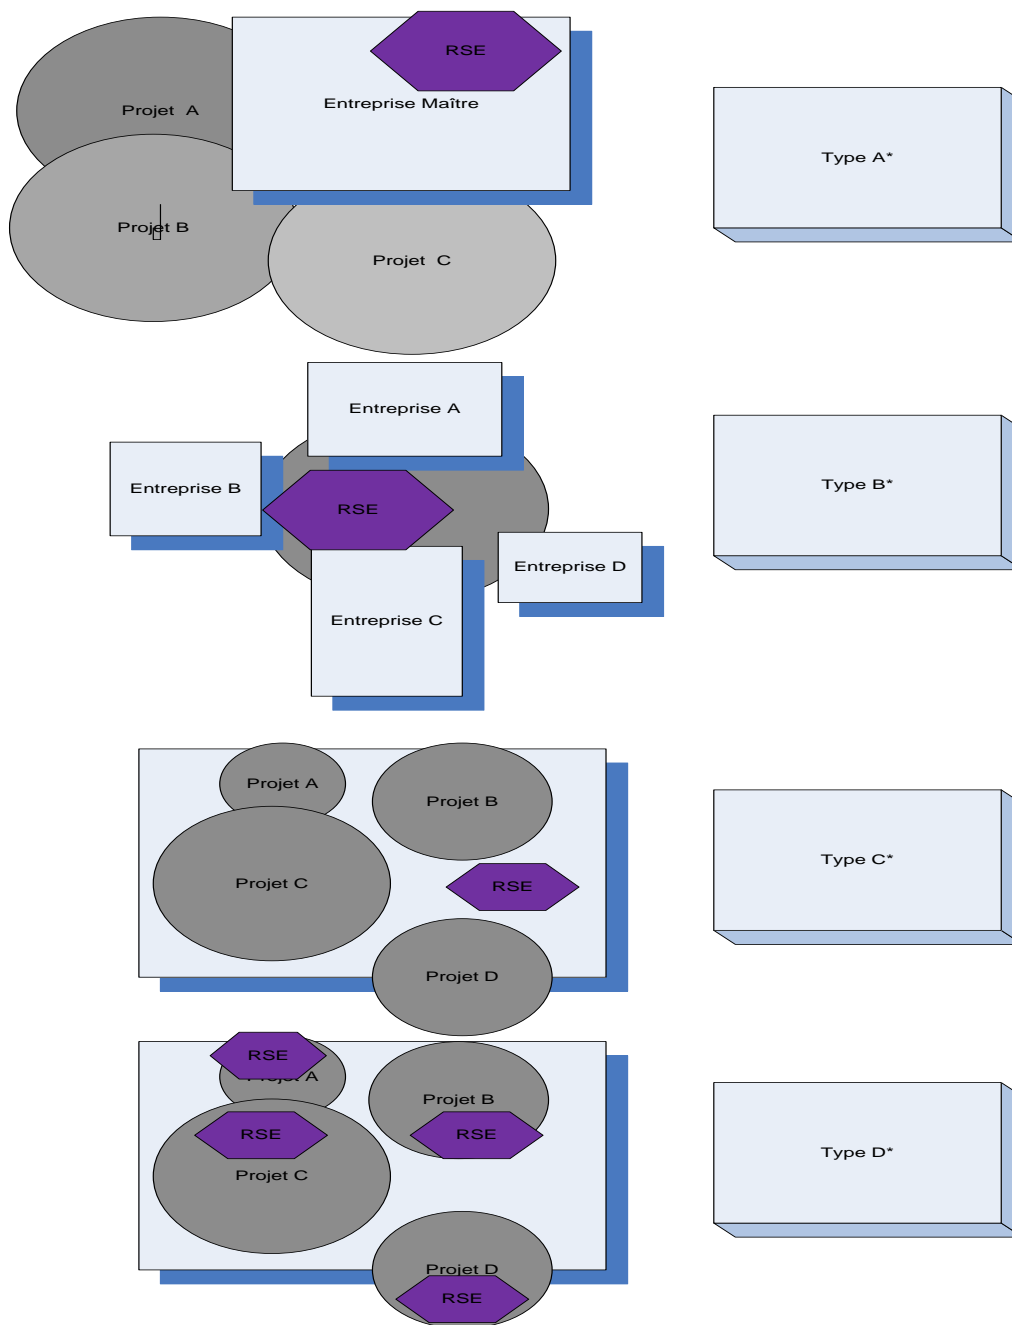 RSE
Projet A
Entreprise Maître
Type A*
Projet B
Projet C
Entreprise A
Entreprise B
RSE
Type B*
Entreprise D
Entreprise C
Projet A
Projet B
Projet C
RSE
Type C*
Projet D
RSE
Projet A
Projet B
RSE
RSE
Type D*
Projet C
Projet D
RSE